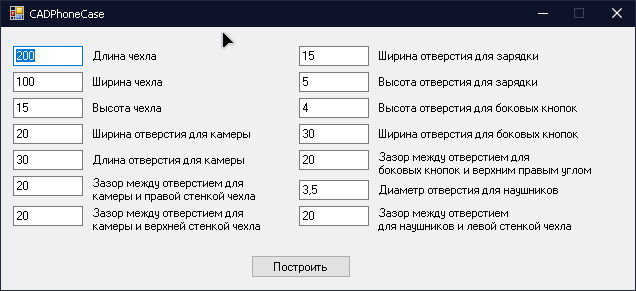 CADPhoneCase
200 Длина чехла
100 Ширина чехла
15 Высота чехла
20 Ширина отверстия для камеры
30 Длина отверстия для камеры
20 Зазор между отверстием для
камеры и правой стенкой чехла
20 Зазор между отверстием для
камеры и верхней стенкой чехла
15 Ширина отверстия для зарядки
5 Высота отверстия для зарядки
4 Высота отверстия для боковых кнопок
30 Ширина отверстия для боковых кнопок
20 Зазор между отверстием для
боковых кнопок и верхним правым углом
3,5 Диаметр отверстия для наушников
20 Зазор между отверстием
для наушников и левой стенкой чехла
Построить